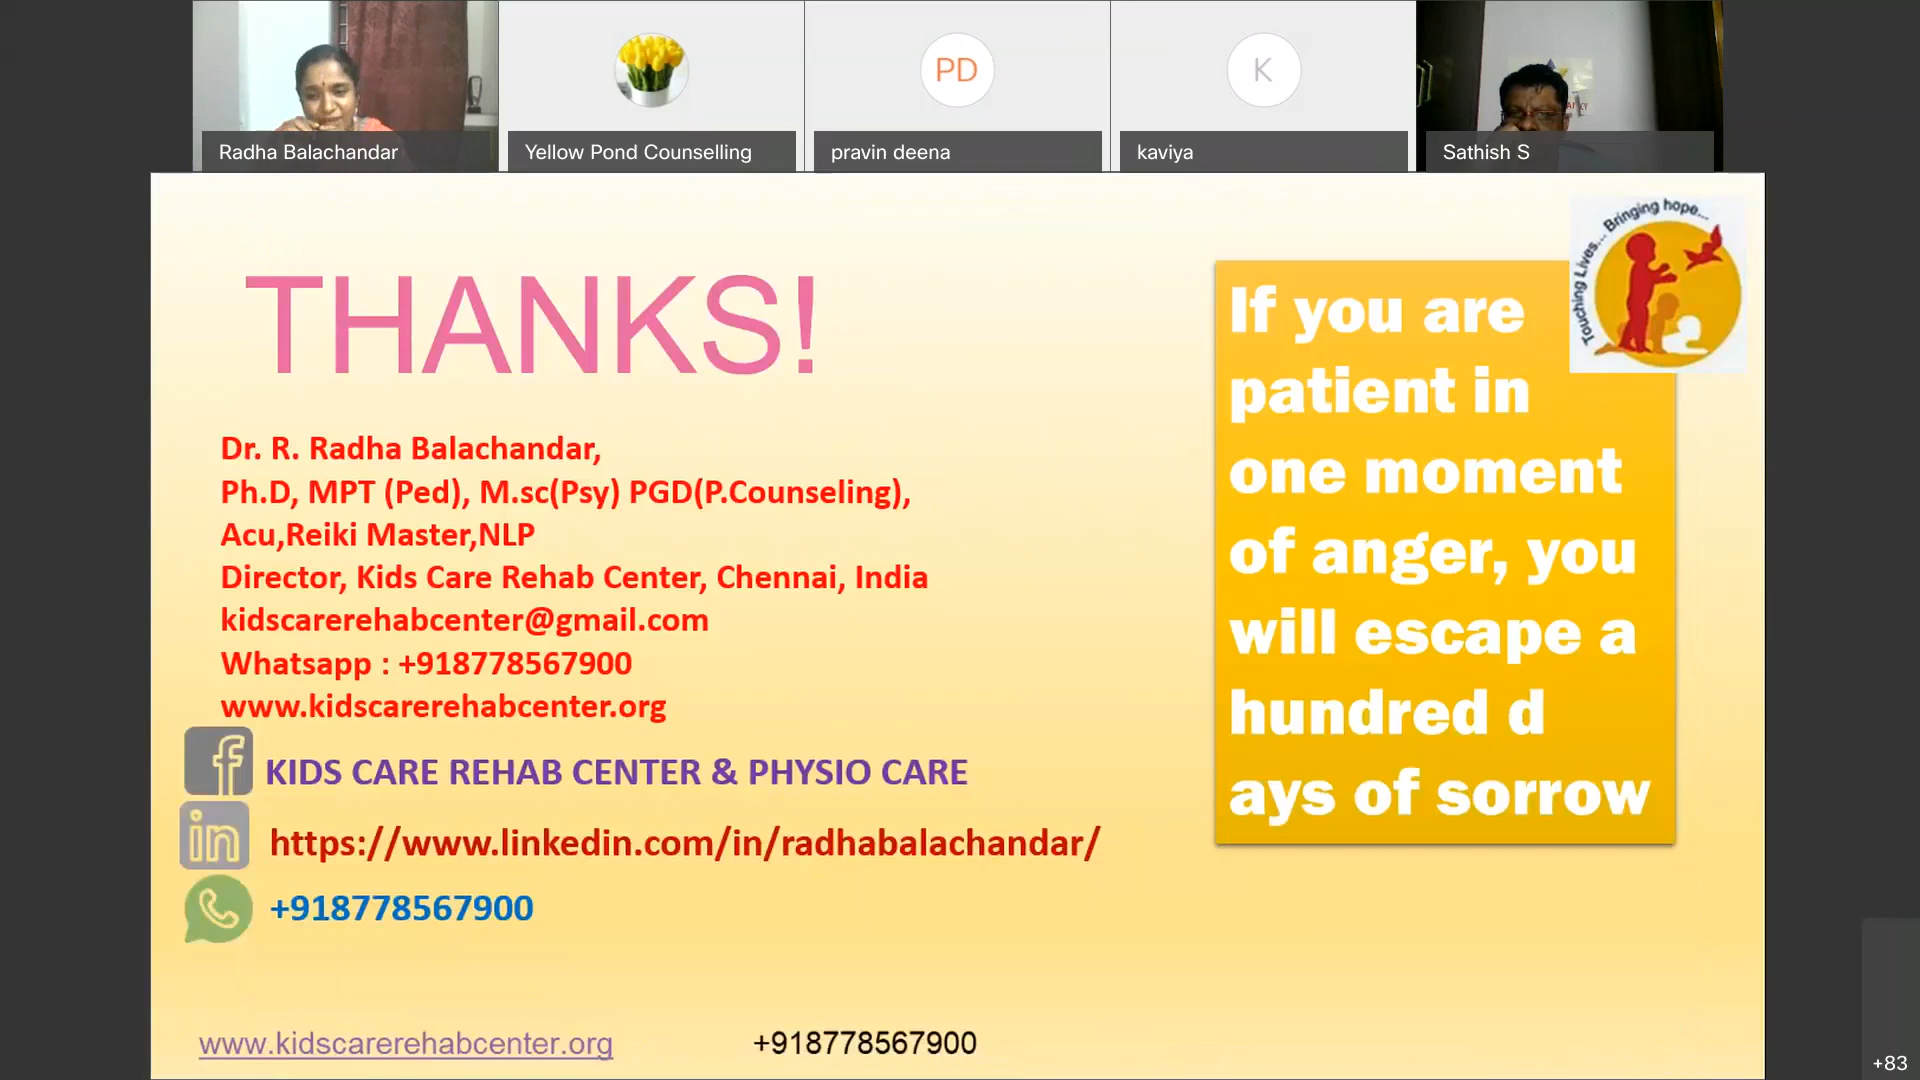 Radha Balachandar
Yellow Pond Counselling
PD
pravin deena
K
kaviya
Sathish S
THANKS!
Dr. R. Radha Balachandar,
Ph.D, MPT (Ped), M.sc(Psy) PGD(P.Counseling),
Acu,Reiki Master,NLP
Director, Kids Care Rehab Center, Chennai, India
kidscarerehabcenter@gmail.com
Whatsapp : +918778567900
www.kidscarerehabcenter.org
f
KIDS CARE REHAB CENTER & PHYSIO CARE
in
https://www.linkedin.com/in/radhabalachandar/
+918778567900
www.kidscarerehabcenter.org
+918778567900
Touching Lives... Bringing hope...
If you are
patient in
one moment
of anger, you
will escape a
hundred d
ays of sorrow
+83